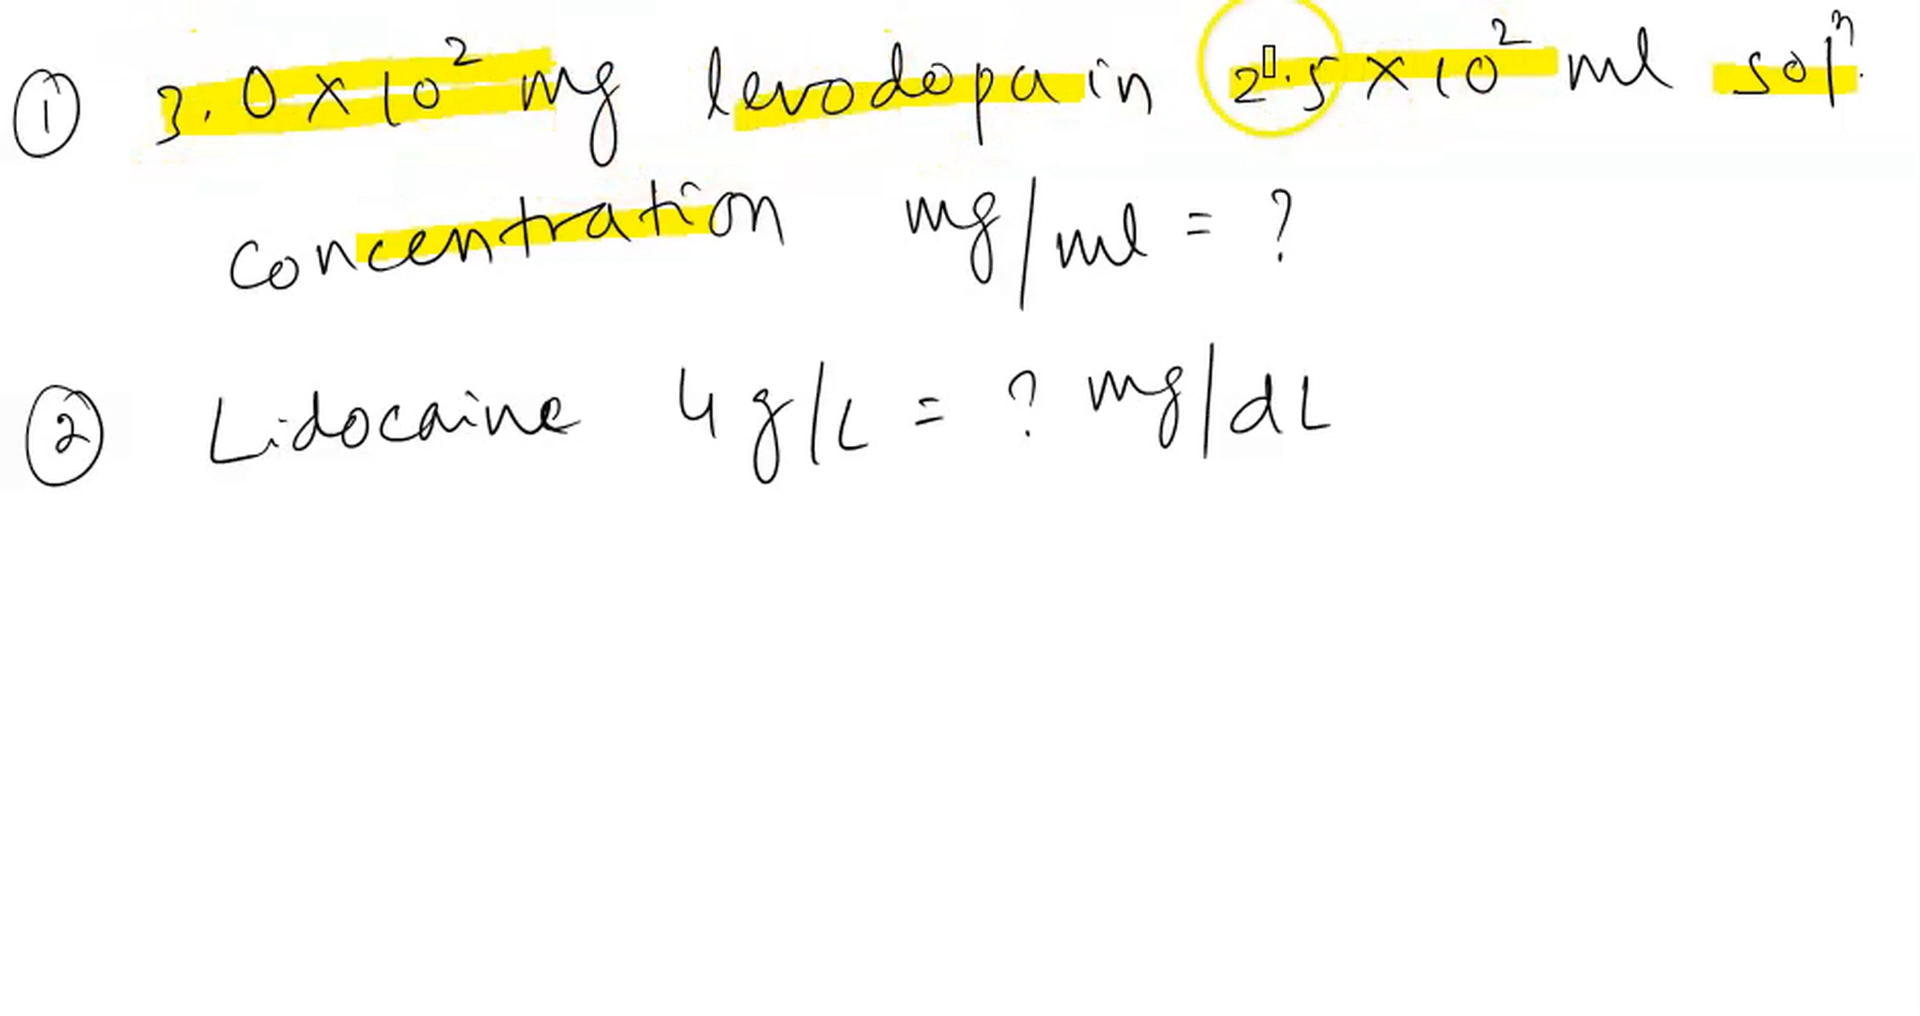 ① 3.0 × 10² mg levodopa in 2.5 × 10² ml solⁿ.
concentration mg/ml = ?
② Lidocaine 4 g/L = ? mg/dL